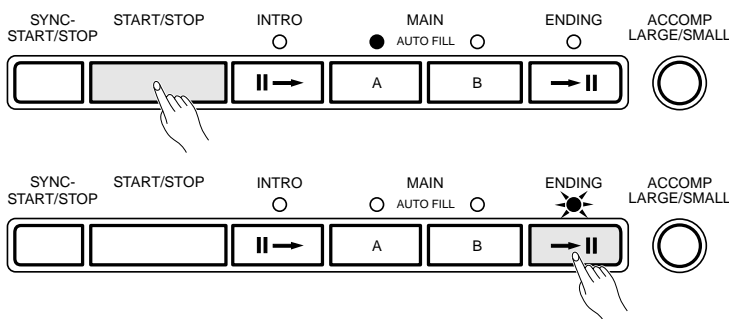 SYNC-
START/STOP
START/STOP
INTRO
MAIN
AUTO FILL
ENDING
ACCOMP
LARGE/SMALL
A
B
SYNC-
START/STOP
START/STOP
INTRO
MAIN
AUTO FILL
ENDING
ACCOMP
LARGE/SMALL
A
B